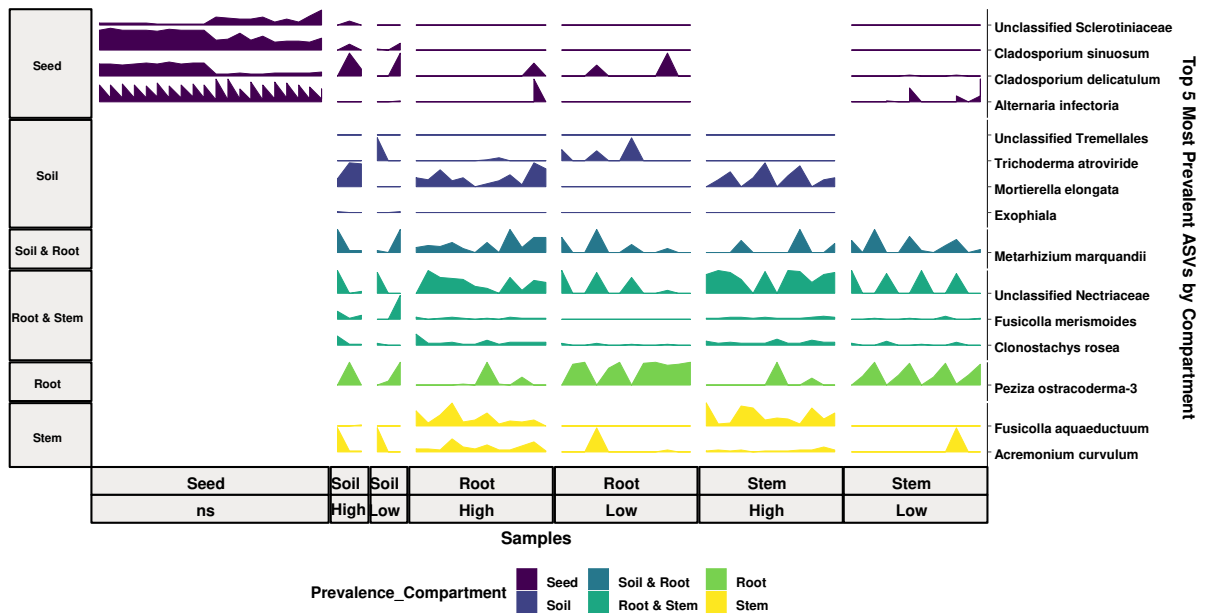 Seed
Soil
Soil & Root
Root & Stem
Root
Stem
Unclassified Sclerotiniaceae
Cladosporium sinuosum
Cladosporium delicatulum
Alternaria infectoria
Unclassified Tremellales
Trichoderma atroviride
Mortierella elongata
Exophiala
Metarhizium marquandii
Unclassified Nectriaceae
Fusicolla merismoides
Clonostachys rosea
Peziza ostracoderma-3
Fusicolla aquaeductuum
Acremonium curvulum
Top 5 Most Prevalent ASVs by Compartment
Seed Soil Soil Root Root Stem Stem
ns High Low High Low High Low
Samples
Prevalence_Compartment
Seed Soil & Root Root
Soil Root & Stem Stem